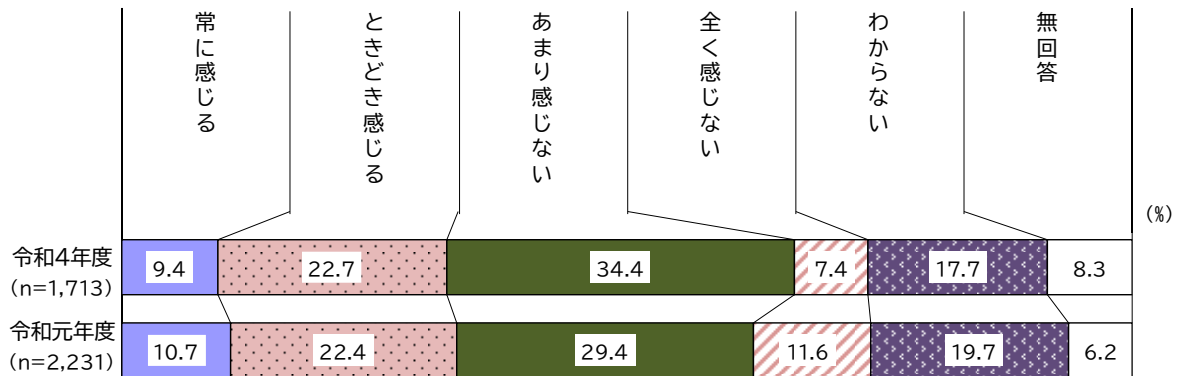 常に感じる
ときどき感じる
あまり感じない
全く感じない
わからない
無回答
(%)
令和4年度
(n=1,713)
9.4
22.7
34.4
7.4
17.7
8.3
令和元年度
(n=2,231)
10.7
22.4
29.4
11.6
19.7
6.2